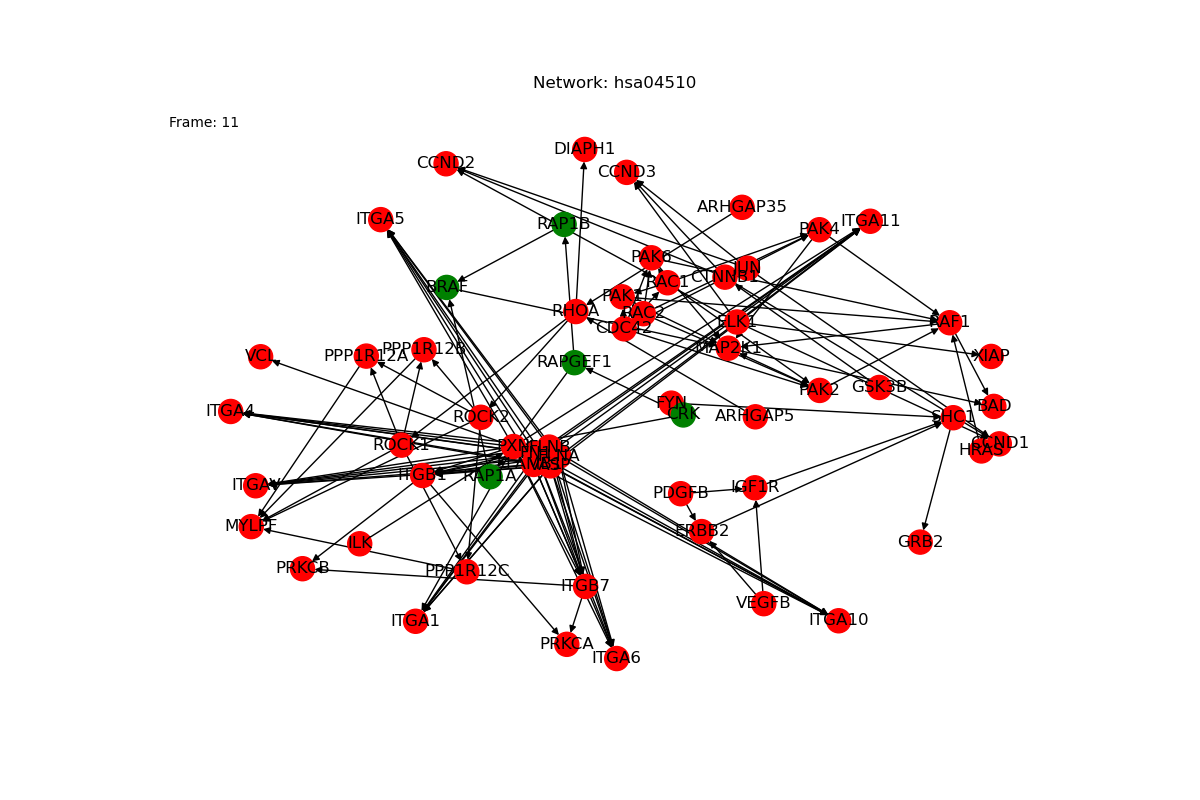 Network: hsa04510
Frame: 11
DIAPH1
CCND2
CCND3
ARHGAP35
ITGA5
ITGA11
RAP1B
PAK4
PAK6
JUN
CTNNB1
RAC1
BRAF
PAK1
RHOA
RAC2
ELK1
RAF1
CDC42
MAP2K1
PPP1R12B
VCL
PPP1R12A
XIAP
RAPGEF1
GSK3B
PAK2
FYN
BAD
ITGA4
CRK
ARHGAP5
ROCK2
SHC1
ROCK1
PXN
CCND1
HRAS
ITGB1
RAP1A
ITGAV
IGF1R
PDGFB
MYLPF
ERBB2
ILK
GRB2
PRKCB
PPP1R12C
ITGB7
VEGFB
ITGA1
ITGA10
PRKCA
ITGA6